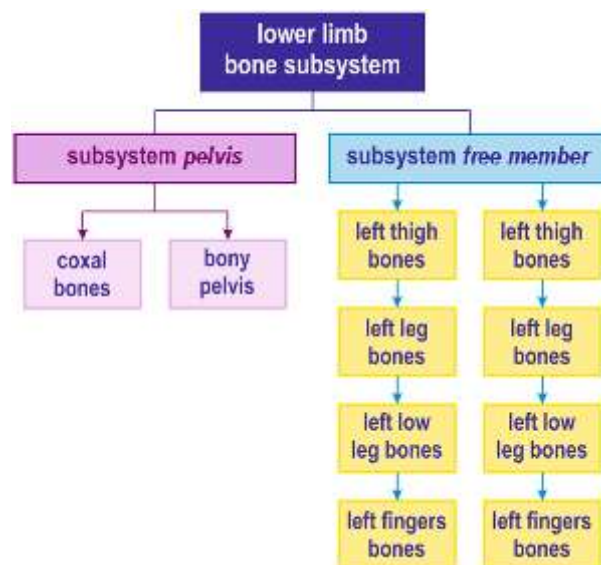 lower limb
bone subsystem
subsystem pelvis
subsystem free member
coxal
bones
bony
pelvis
left thigh
bones
left thigh
bones
left leg
bones
left leg
bones
left low
leg bones
left low
leg bones
left fingers
bones
left fingers
bones